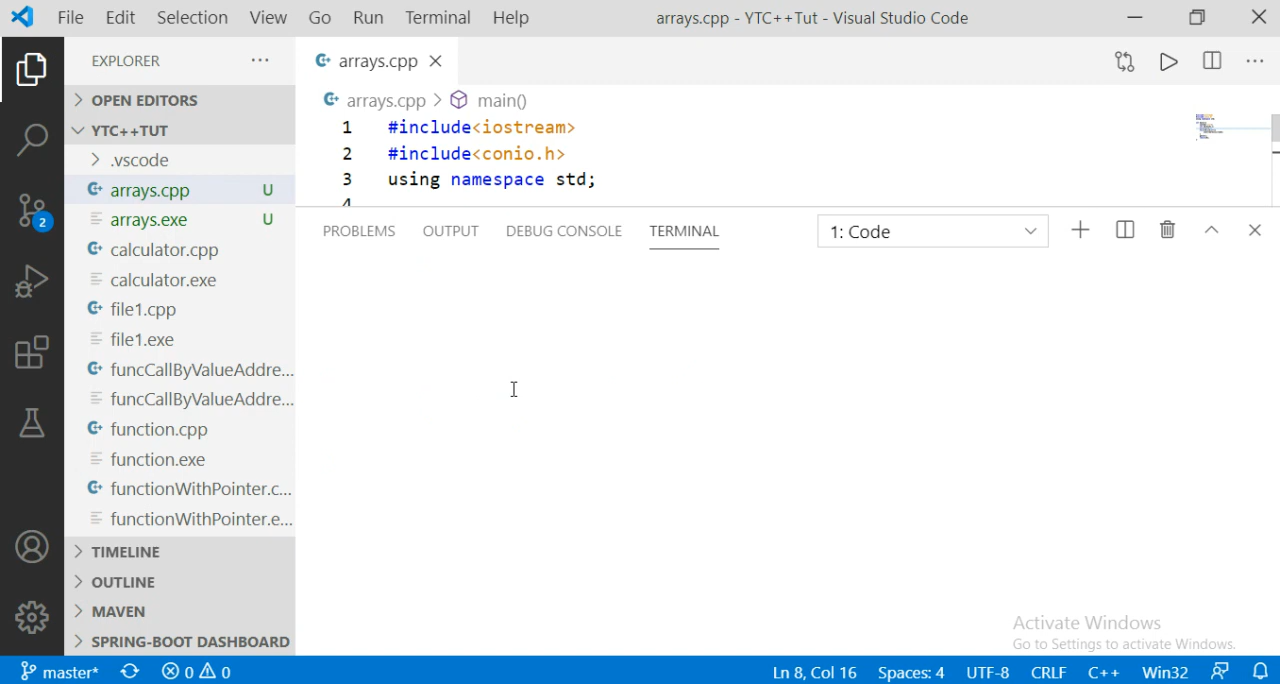 File Edit Selection View Go Run Terminal Help arrays.cpp - YTC++Tut - Visual Studio Code
EXPLORER ··· arrays.cpp
OPEN EDITORS
arrays.cpp > main()
YTC++TUT
1 #include<iostream>
2 #include<conio.h>
3 using namespace std;
4
.vscode
arrays.cpp U
arrays.exe U
calculator.cpp
calculator.exe
file1.cpp
file1.exe
funcCallByValueAddre...
funcCallByValueAddre...
function.cpp
function.exe
functionWithPointer.c...
functionWithPointer.e...
TIMELINE
OUTLINE
MAVEN
SPRING-BOOT DASHBOARD
2
PROBLEMS OUTPUT DEBUG CONSOLE TERMINAL 1: Code
Activate Windows
Go to Settings to activate Windows.
master* 0 0 Ln 8, Col 16 Spaces: 4 UTF-8 CRLF C++ Win32